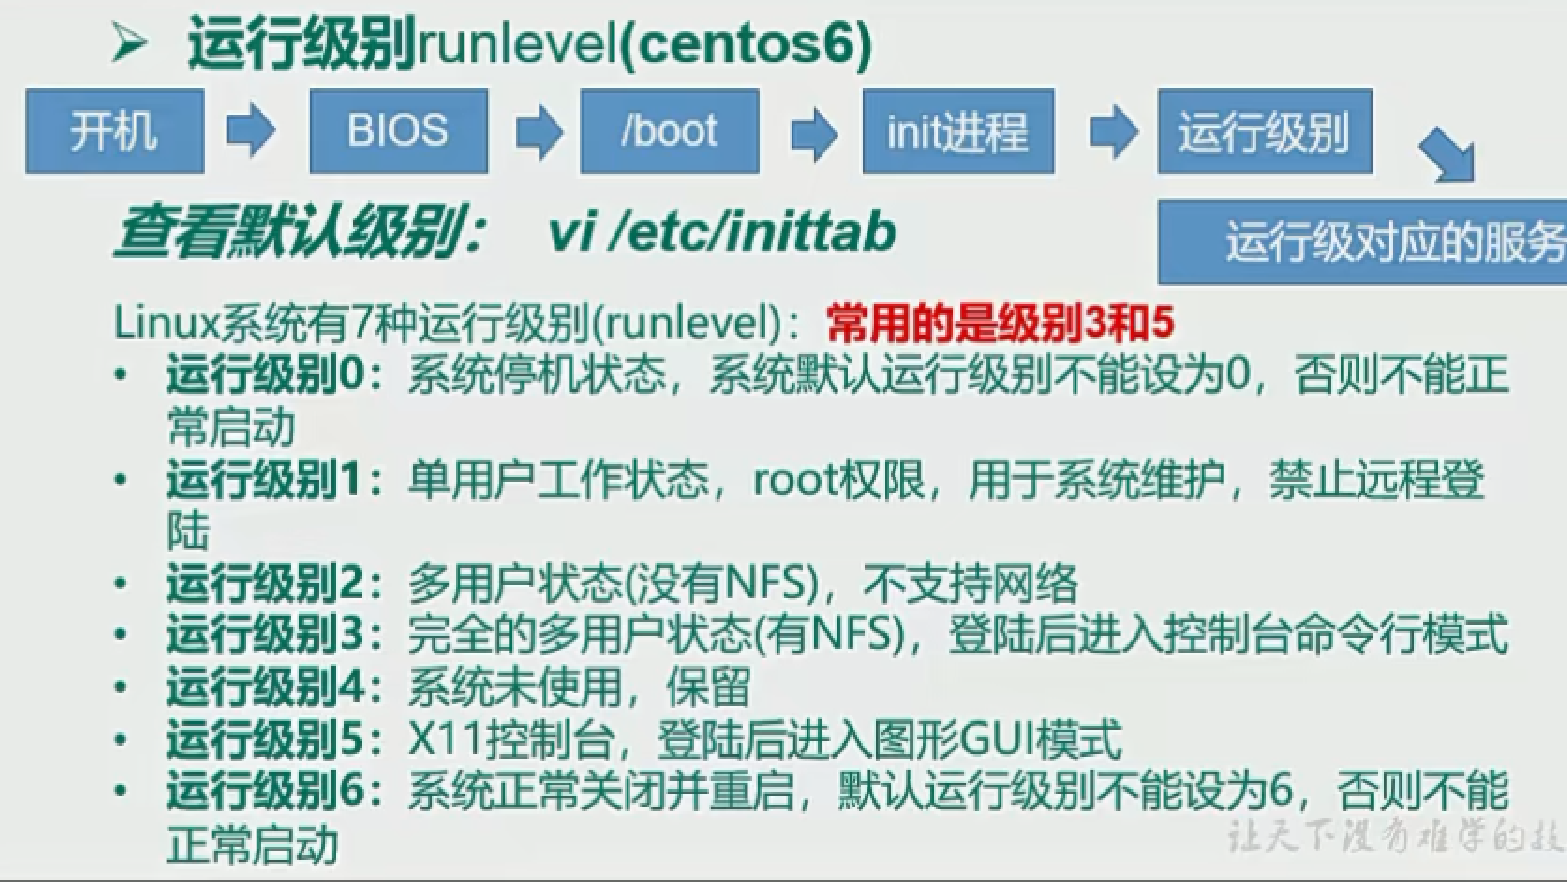 运行级别runlevel(centos6)
开机
BIOS
/boot
init进程
运行级别
运行级对应的服务
查看默认级别： vi /etc/inittab
Linux系统有7种运行级别(runlevel)：常用的是级别3和5
• 运行级别0：系统停机状态，系统默认运行级别不能设为0，否则不能正
常启动
• 运行级别1：单用户工作状态，root权限，用于系统维护，禁止远程登
陆
• 运行级别2：多用户状态(没有NFS)，不支持网络
• 运行级别3：完全的多用户状态(有NFS)，登陆后进入控制台命令行模式
• 运行级别4：系统未使用，保留
• 运行级别5：X11控制台，登陆后进入图形GUI模式
• 运行级别6：系统正常关闭并重启，默认运行级别不能设为6，否则不能
正常启动
让天下没有难学的技